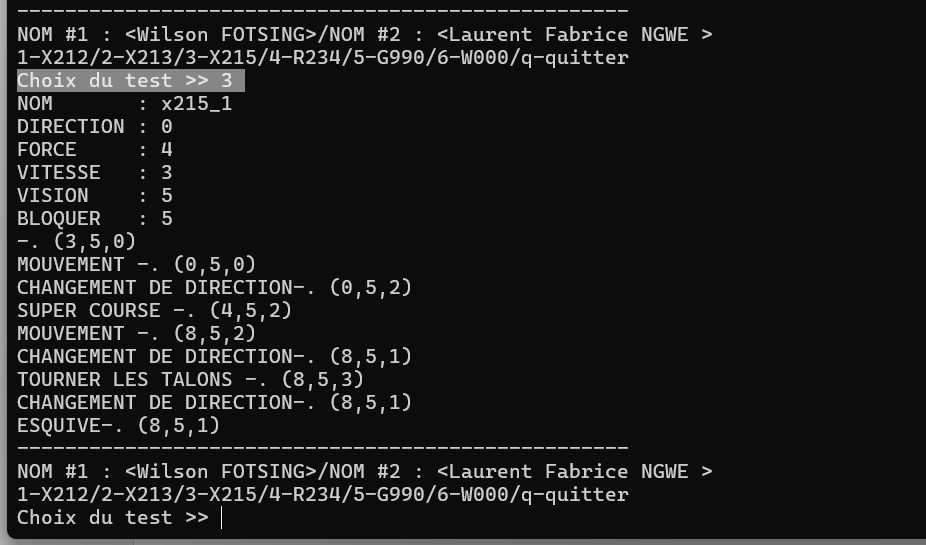 ---------------------------------------------------
NOM #1 : <Wilson FOTSING>/NOM #2 : <Laurent Fabrice NGWE >
1-X212/2-X213/3-X215/4-R234/5-G990/6-W000/q-quitter
Choix du test >> 3
NOM       : x215_1
DIRECTION : 0
FORCE     : 4
VITESSE   : 3
VISION    : 5
BLOQUER   : 5
-. (3,5,0)
MOUVEMENT -. (0,5,0)
CHANGEMENT DE DIRECTION-. (0,5,2)
SUPER COURSE -. (4,5,2)
MOUVEMENT -. (8,5,2)
CHANGEMENT DE DIRECTION-. (8,5,1)
TOURNER LES TALONS -. (8,5,3)
CHANGEMENT DE DIRECTION-. (8,5,1)
ESQUIVE-. (8,5,1)
---------------------------------------------------
NOM #1 : <Wilson FOTSING>/NOM #2 : <Laurent Fabrice NGWE >
1-X212/2-X213/3-X215/4-R234/5-G990/6-W000/q-quitter
Choix du test >>